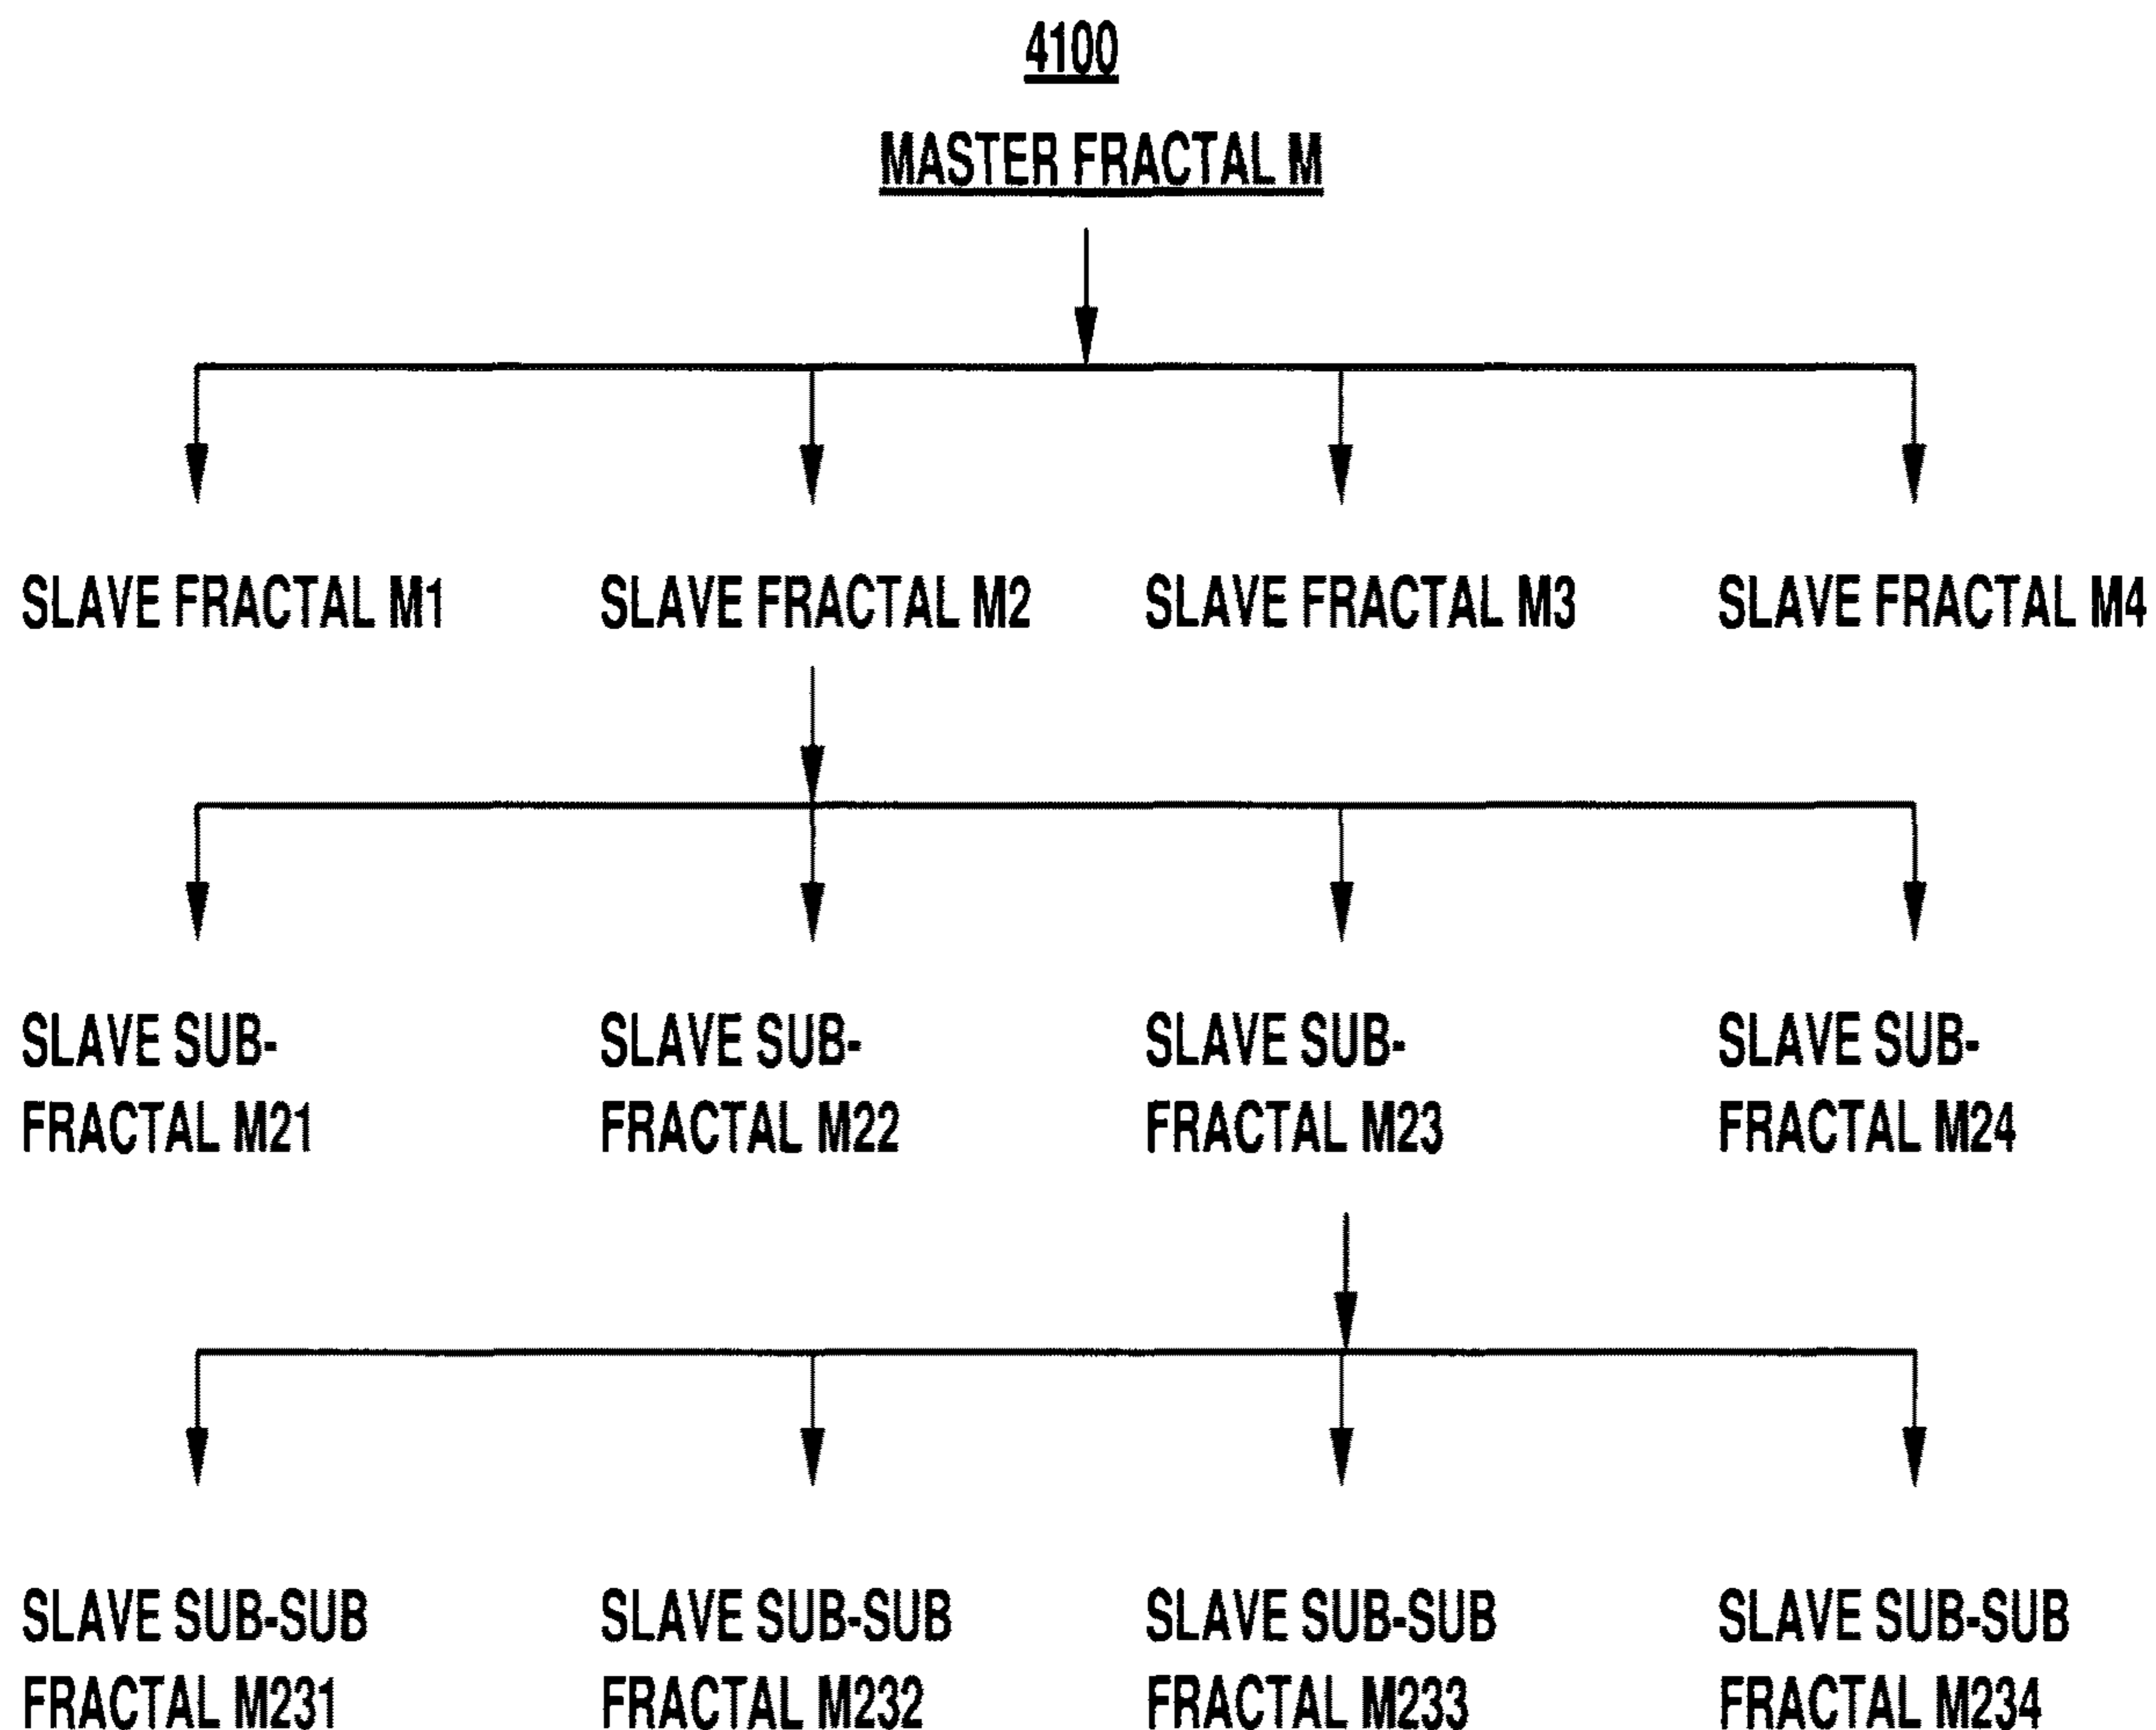 4100
MASTER FRACTAL M
SLAVE FRACTAL M1
SLAVE FRACTAL M2
SLAVE FRACTAL M3
SLAVE FRACTAL M4
SLAVE SUB-
FRACTAL M21
SLAVE SUB-
FRACTAL M22
SLAVE SUB-
FRACTAL M23
SLAVE SUB-
FRACTAL M24
SLAVE SUB-SUB
FRACTAL M231
SLAVE SUB-SUB
FRACTAL M232
SLAVE SUB-SUB
FRACTAL M233
SLAVE SUB-SUB
FRACTAL M234